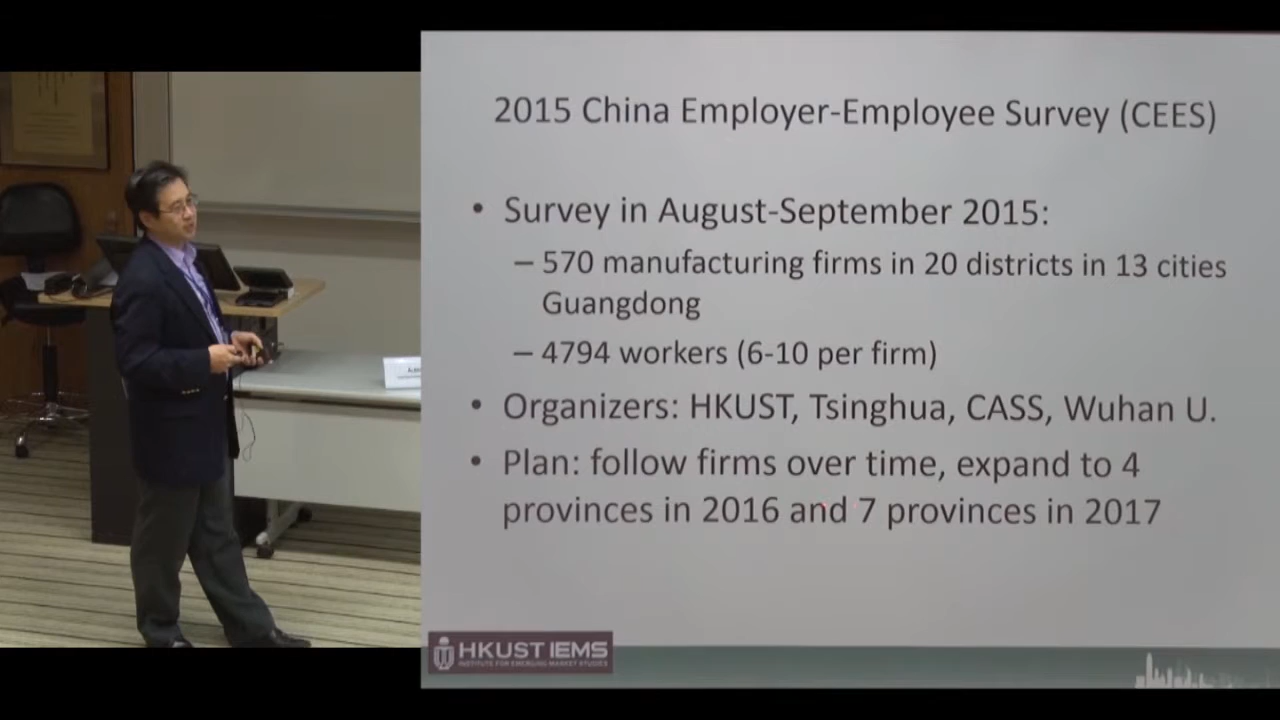 2015 China Employer-Employee Survey (CEES)
• Survey in August-September 2015:
– 570 manufacturing firms in 20 districts in 13 cities
Guangdong
– 4794 workers (6-10 per firm)
• Organizers: HKUST, Tsinghua, CASS, Wuhan U.
• Plan: follow firms over time, expand to 4
provinces in 2016 and 7 provinces in 2017
HKUST IEMS
INSTITUTE FOR EMERGING MARKET STUDIES